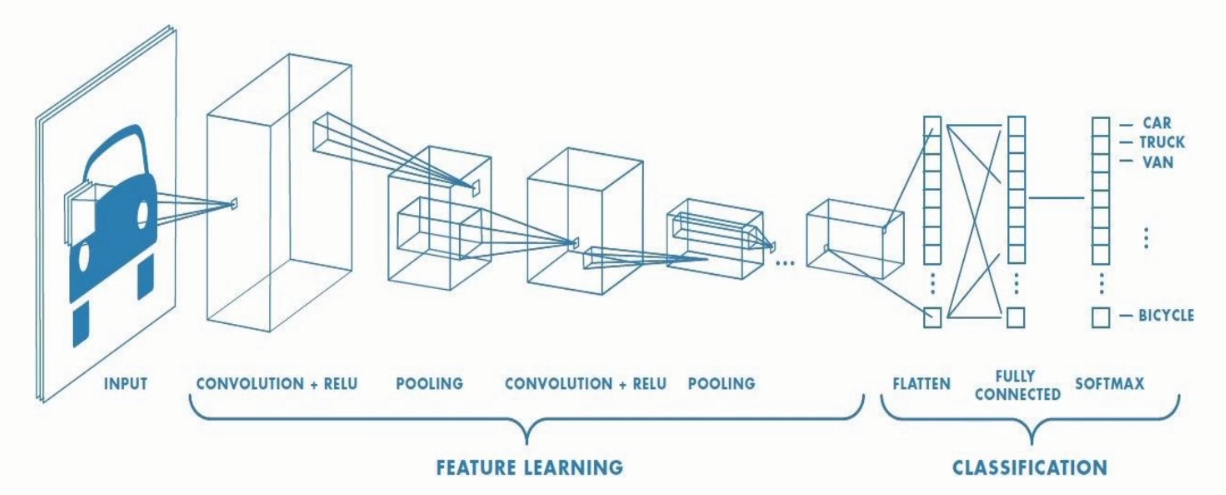 CAR
TRUCK
VAN
BICYCLE
INPUT
CONVOLUTION + RELU
POOLING
CONVOLUTION + RELU
POOLING
FLATTEN
FULLY
CONNECTED
SOFTMAX
FEATURE LEARNING
CLASSIFICATION